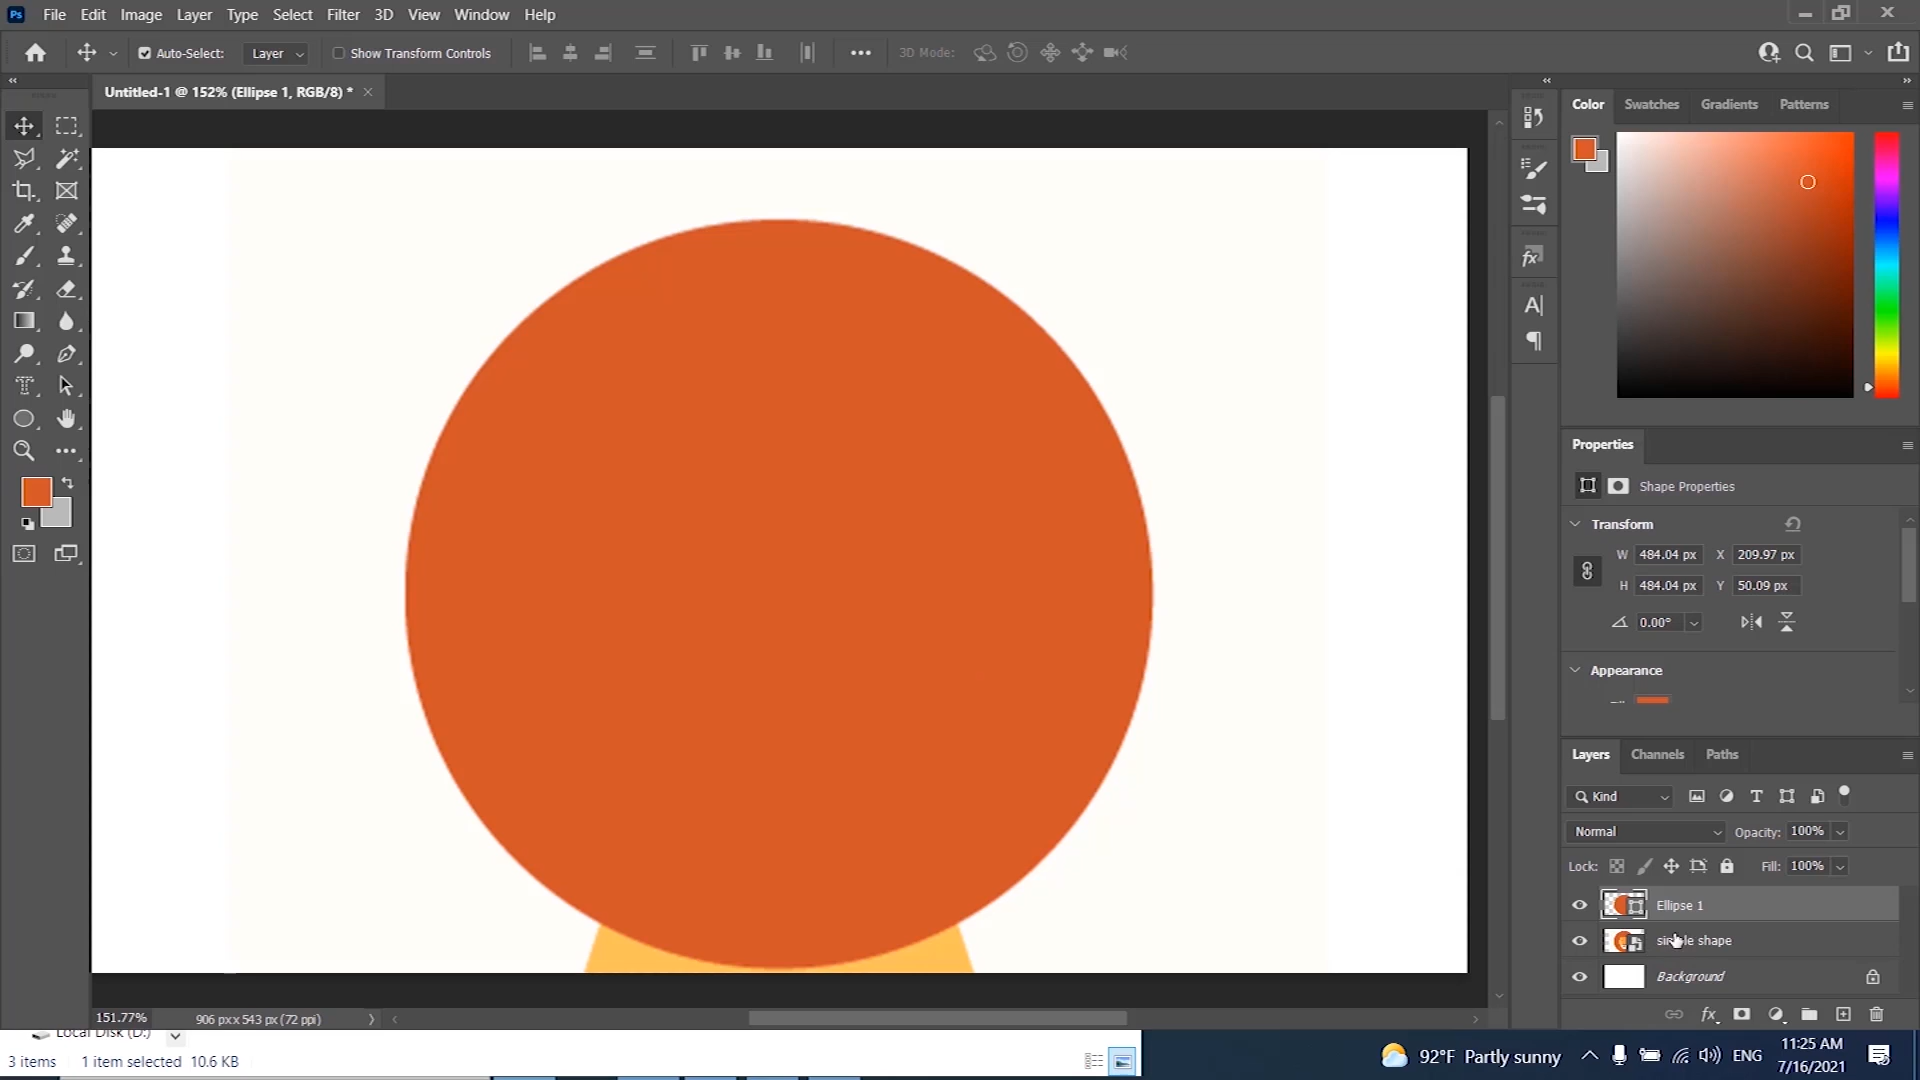 Ps File Edit Image Layer Type Select Filter 3D View Window Help
Auto-Select: Layer Show Transform Controls 3D Mode:
Untitled-1 @ 152% (Ellipse 1, RGB/8) *
Color Swatches Gradients Patterns
Properties
Shape Properties
Transform
W 484.04 px X 209.97 px
H 484.04 px Y 50.09 px
0.00°
Appearance
Layers Channels Paths
Kind
Normal Opacity: 100%
Lock: Fill: 100%
Ellipse 1
shape
Background
151.77% 906 px x 543 px (72 ppi)
Local Disk (D:)
3 items 1 item selected 10.6 KB
92°F Partly sunny ENG 11:25 AM
7/16/2021